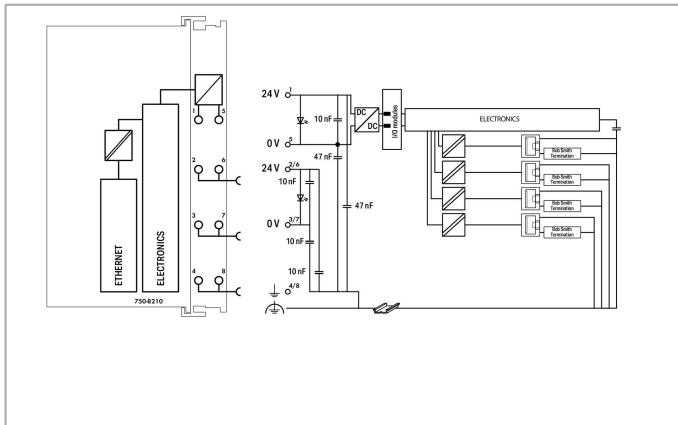 1
5
2
6
3
7
4
8
ETHERNET
ELECTRONICS
750-8210
24 V
1
10 nF
0 V
5
47 nF
24 V
2/6
10 nF
47 nF
0 V
3/7
10 nF
10 nF
4/8
DC
DC
I/O modules
ELECTRONICS
Bob Smith
Termination
Bob Smith
Termination
Bob Smith
Termination
Bob Smith
Termination